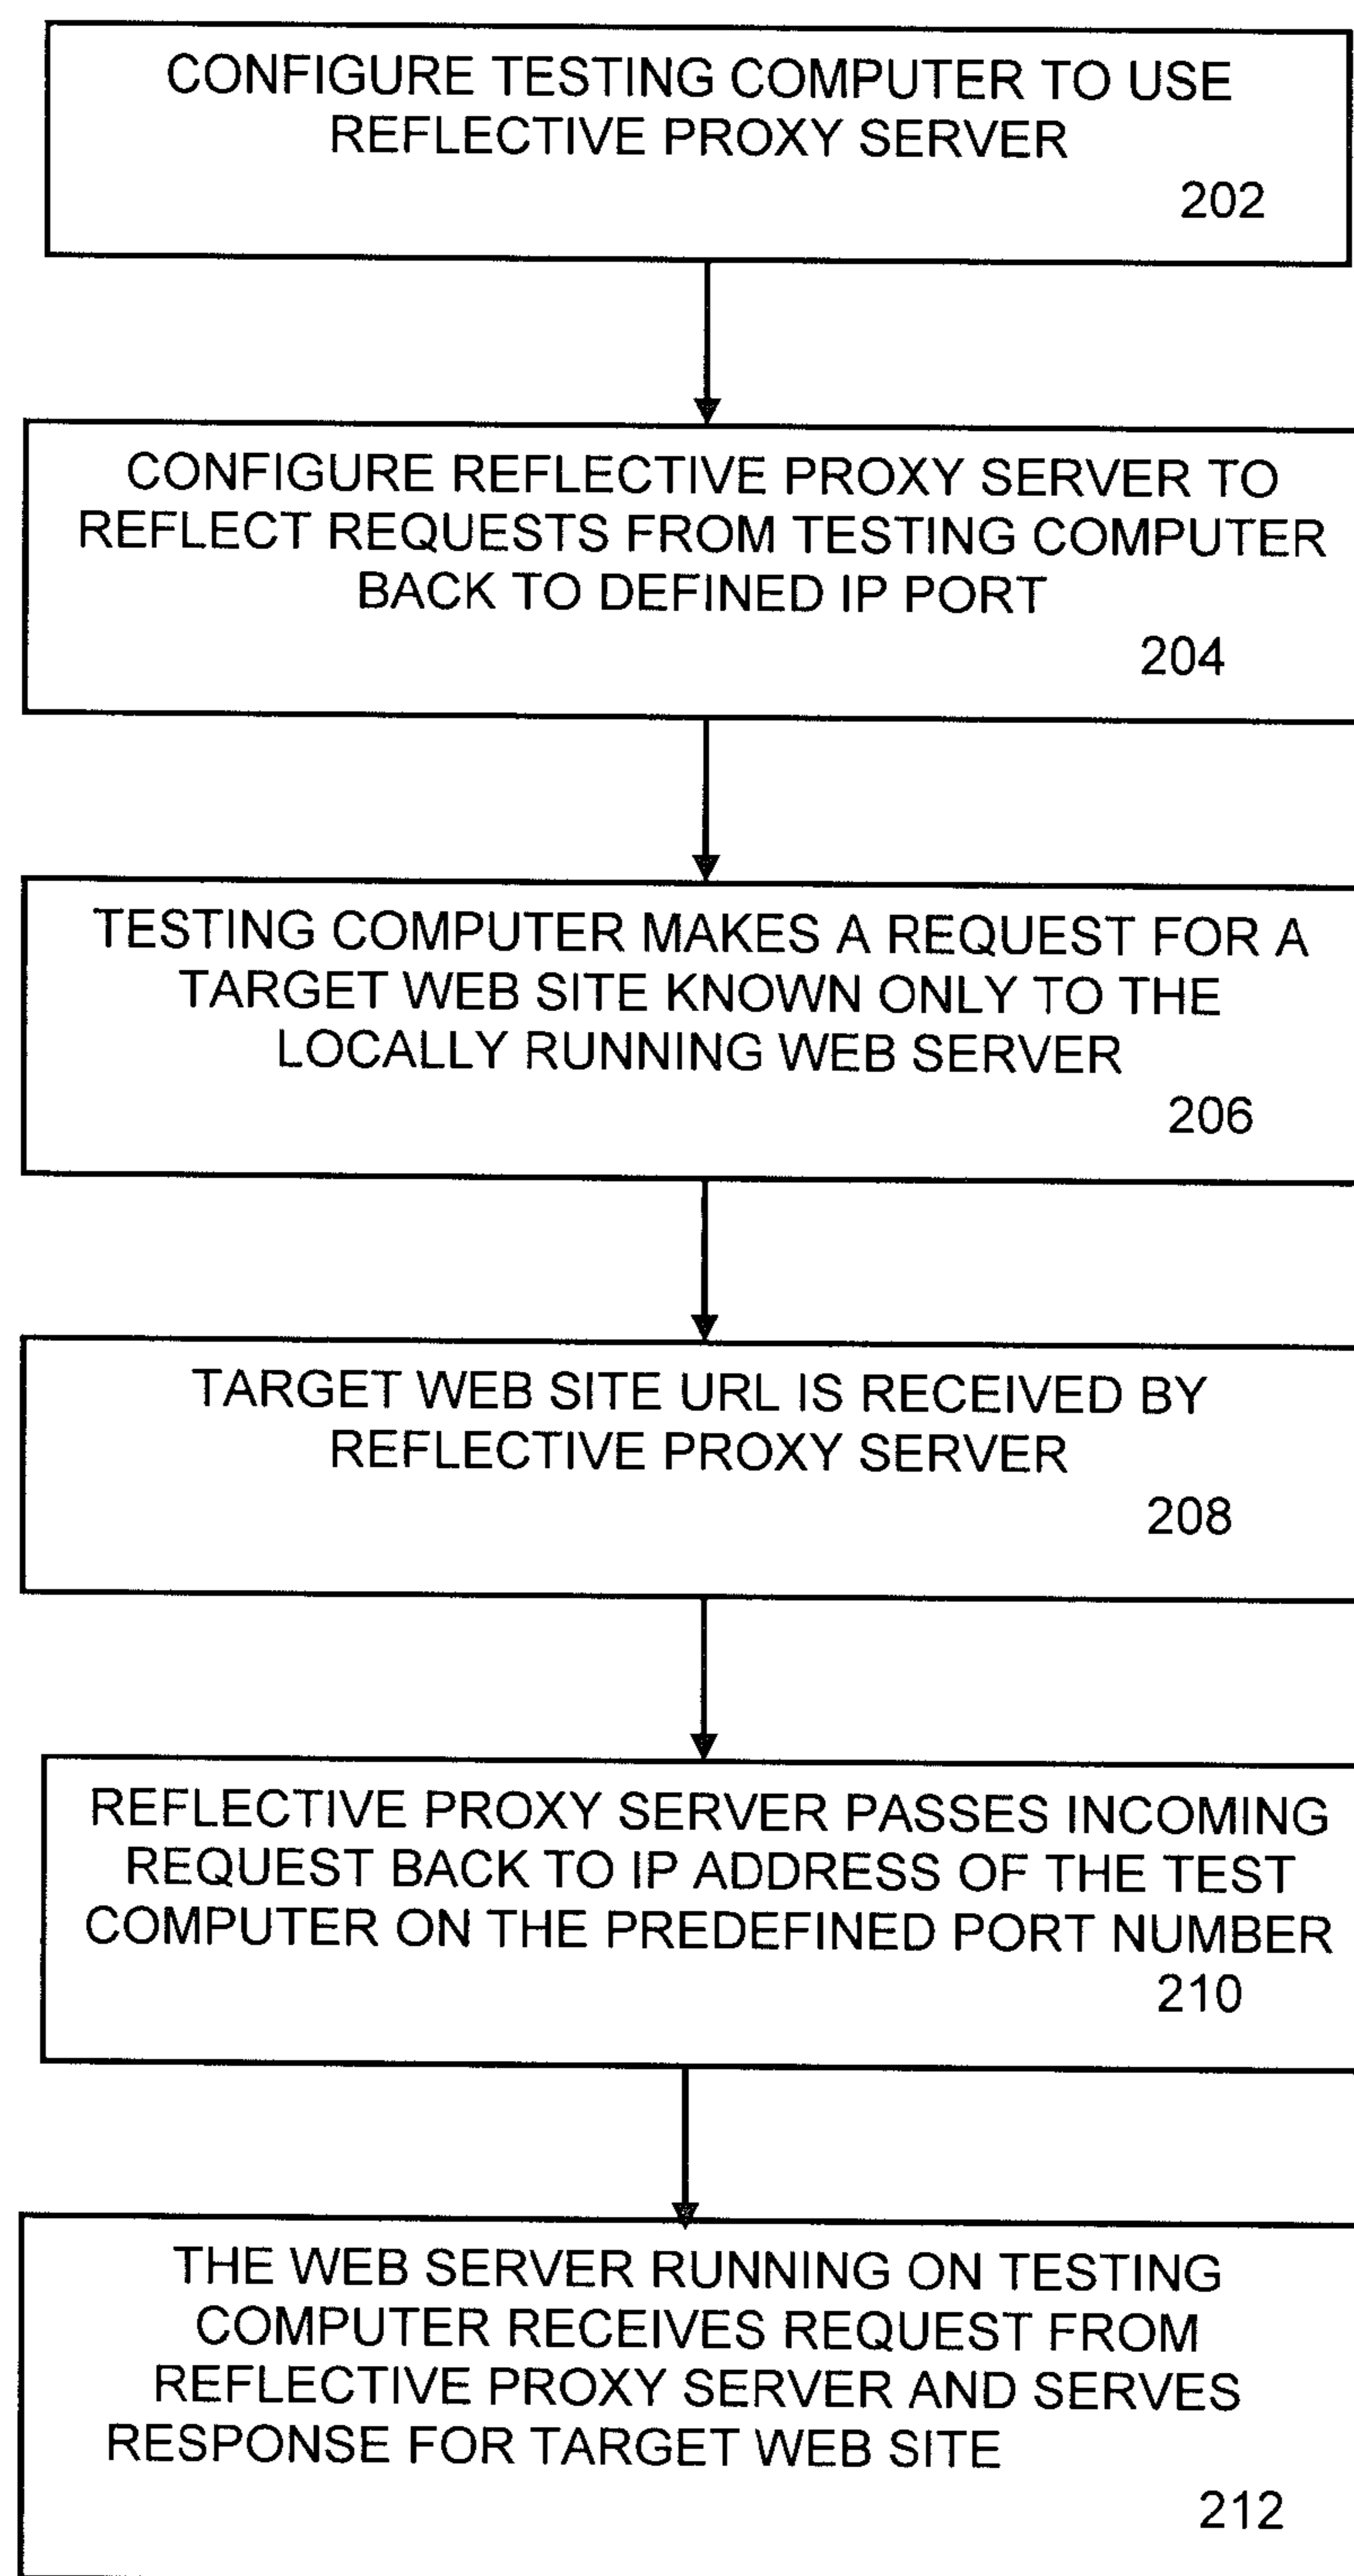 CONFIGURE TESTING COMPUTER TO USE
REFLECTIVE PROXY SERVER
202
CONFIGURE REFLECTIVE PROXY SERVER TO
REFLECT REQUESTS FROM TESTING COMPUTER
BACK TO DEFINED IP PORT
204
TESTING COMPUTER MAKES A REQUEST FOR A
TARGET WEB SITE KNOWN ONLY TO THE
LOCALLY RUNNING WEB SERVER
206
TARGET WEB SITE URL IS RECEIVED BY
REFLECTIVE PROXY SERVER
208
REFLECTIVE PROXY SERVER PASSES INCOMING
REQUEST BACK TO IP ADDRESS OF THE TEST
COMPUTER ON THE PREDEFINED PORT NUMBER
210
THE WEB SERVER RUNNING ON TESTING
COMPUTER RECEIVES REQUEST FROM
REFLECTIVE PROXY SERVER AND SERVES
RESPONSE FOR TARGET WEB SITE
212